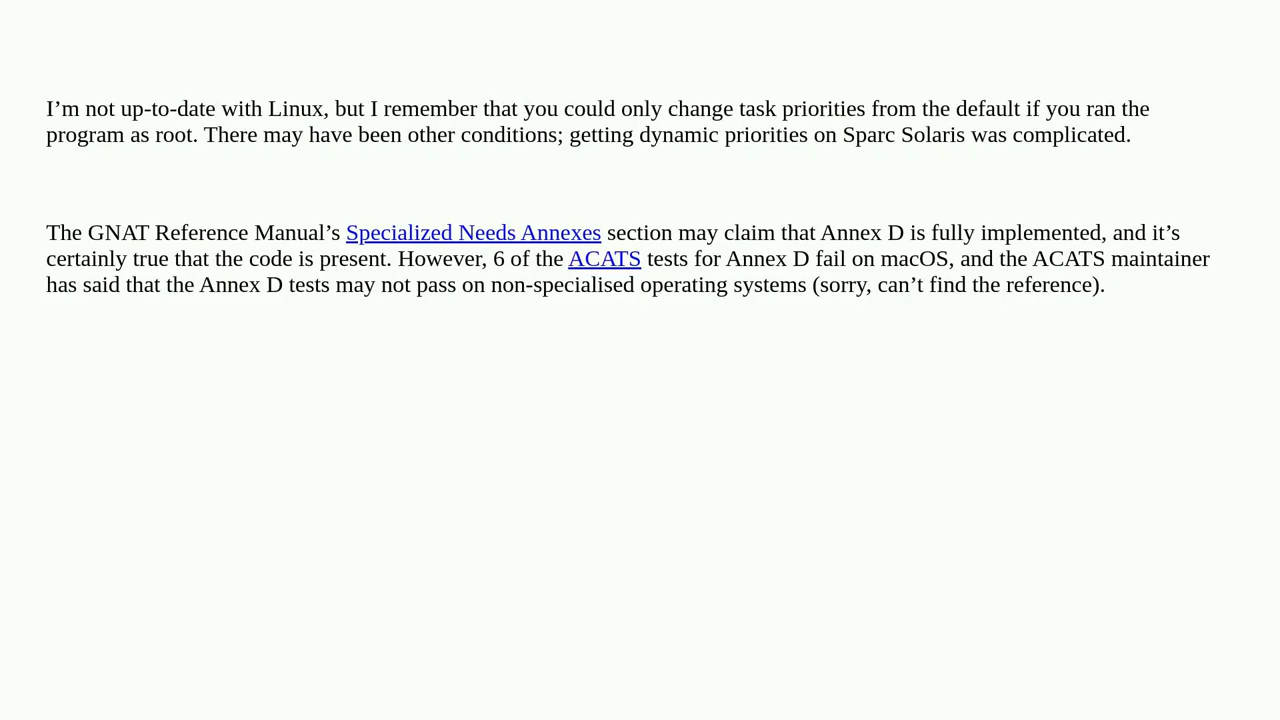 I’m not up-to-date with Linux, but I remember that you could only change task priorities from the default if you ran the
program as root. There may have been other conditions; getting dynamic priorities on Sparc Solaris was complicated.
The GNAT Reference Manual’s Specialized Needs Annexes section may claim that Annex D is fully implemented, and it’s
certainly true that the code is present. However, 6 of the ACATS tests for Annex D fail on macOS, and the ACATS maintainer
has said that the Annex D tests may not pass on non-specialised operating systems (sorry, can’t find the reference).